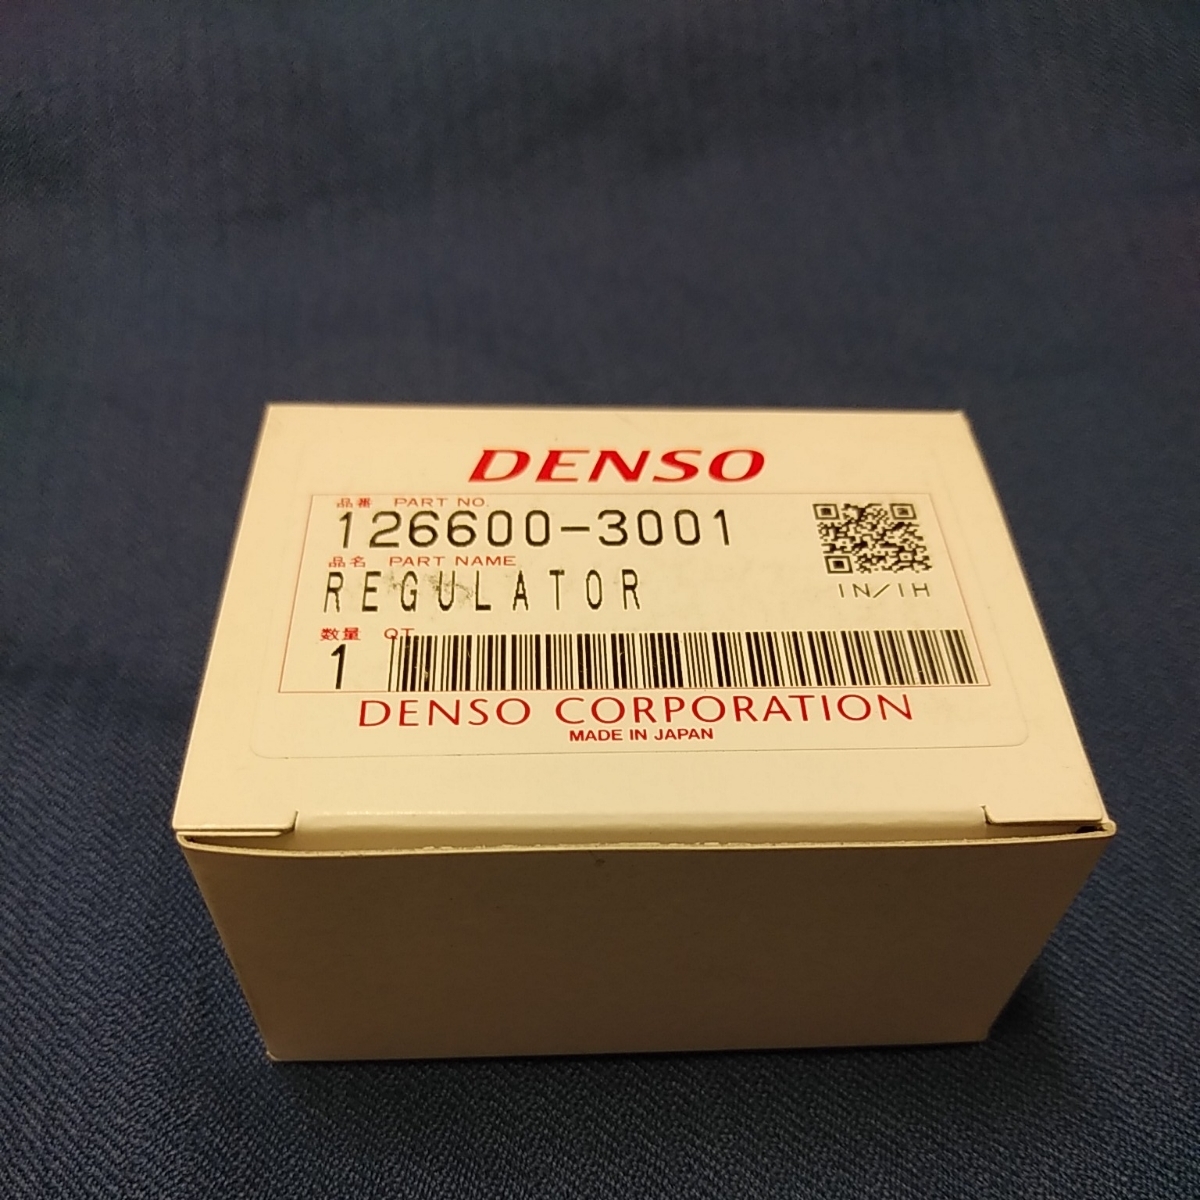 DENSO
品番 PART NO.
126600-3001
品名 PART NAME
REGULATOR
IN/IH
数量 QT
1
DENSO CORPORATION
MADE IN JAPAN